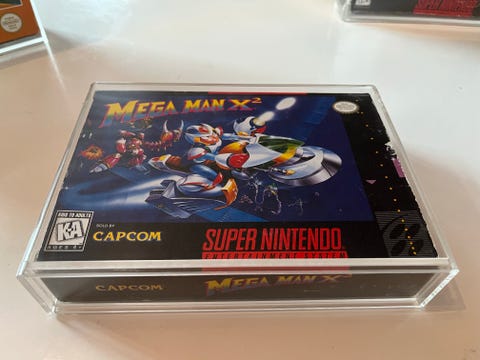 MEGA MAN X²
KIDS TO ADULTS
K-A
AGES 6+
SOLD BY
CAPCOM
SUPER NINTENDO
ENTERTAINMENT SYSTEM
CAPCOM
MEGA MAN X²